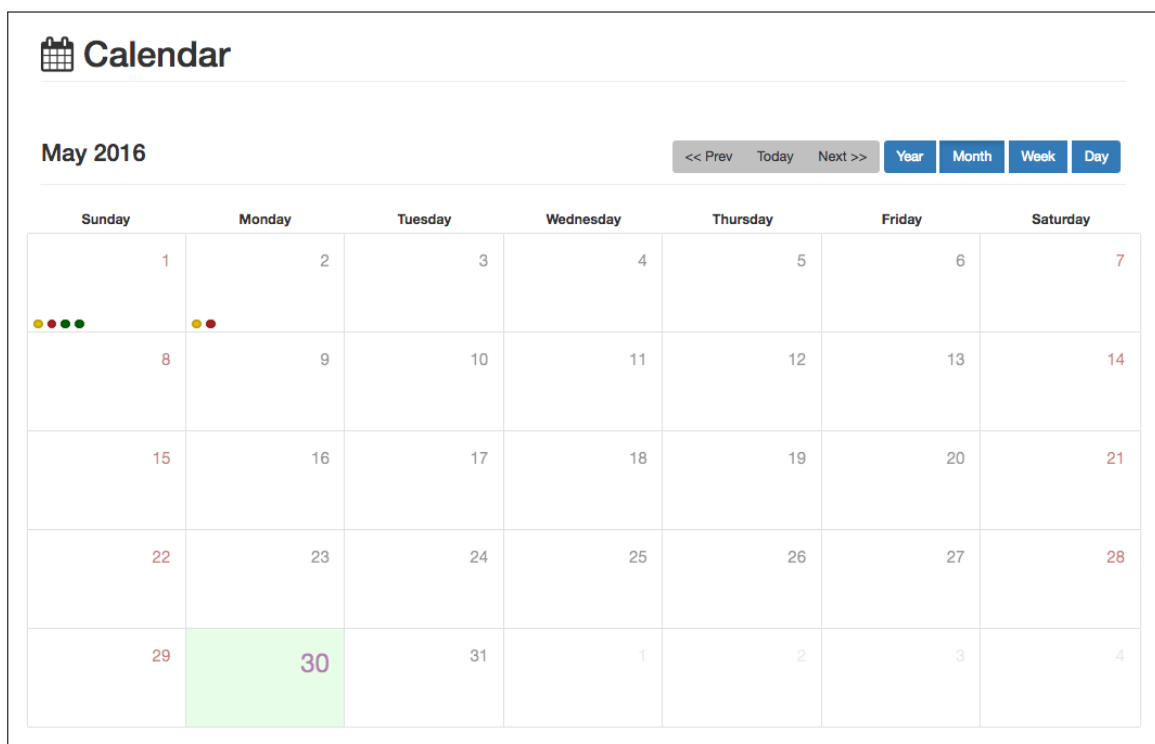 Calendar
May 2016
<< Prev Today Next >> Year Month Week Day
Sunday Monday Tuesday Wednesday Thursday Friday Saturday
1 2 3 4 5 6 7
8 9 10 11 12 13 14
15 16 17 18 19 20 21
22 23 24 25 26 27 28
29 30 31 1 2 3 4